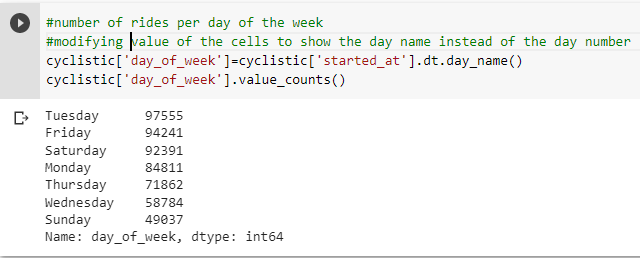 #number of rides per day of the week
#modifying value of the cells to show the day name instead of the day number
cyclistic['day_of_week']=cyclistic['started_at'].dt.day_name()
cyclistic['day_of_week'].value_counts()
Tuesday 97555
Friday 94241
Saturday 92391
Monday 84811
Thursday 71862
Wednesday 58784
Sunday 49037
Name: day_of_week, dtype: int64